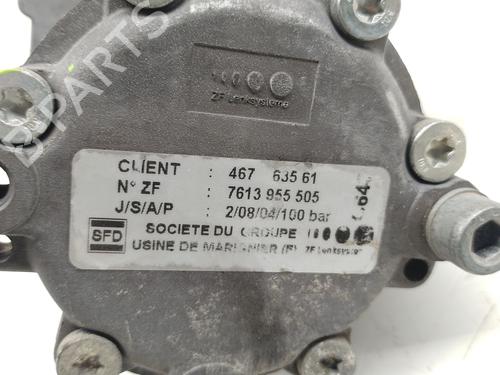 ZF Lenksysteme
CLIENT : 467 635 61
N° ZF : 7613 955 505
J/S/A/P : 2/08/04/100 bar
SFD
SOCIETE DU GROUPE
USINE DE MARIGNIER (F) ZF Lenksysteme
B PARTS